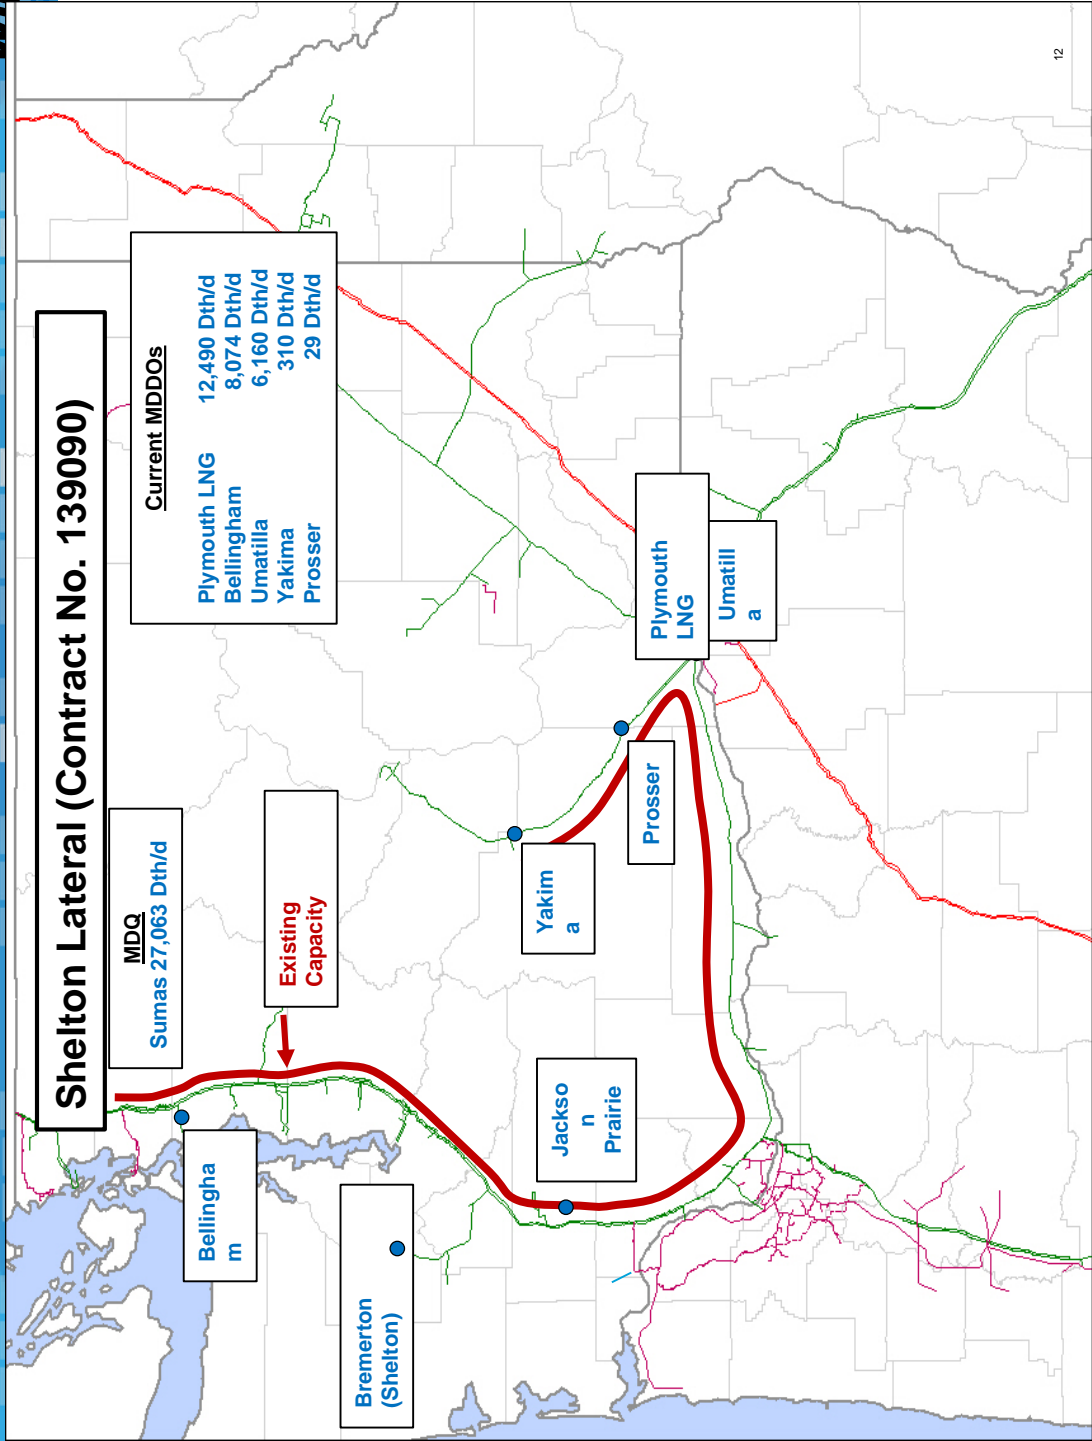 Shelton Lateral (Contract No. 139090)
MDQ
Sumas 27,063 Dth/d
Current MDDOs
Plymouth LNG 12,490 Dth/d
Bellingham 8,074 Dth/d
Umatilla 6,160 Dth/d
Yakima 310 Dth/d
Prosser 29 Dth/d
Existing
Capacity
Bellingha
m
Bremerton
(Shelton)
Jackso
n
Prairie
Yakim
a
Prosser
Plymouth
LNG
Umatill
a
12